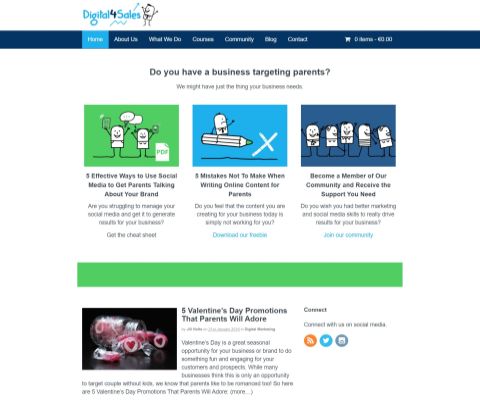 Digital4Sales
Home About Us What We Do Courses Community Blog Contact 0 items - €0.00
Do you have a business targeting parents?
We might have just the thing your business needs.
PDF
5 Effective Ways to Use Social
Media to Get Parents Talking
About Your Brand
Are you struggling to manage your
social media and get it to generate
results for your business?
Get the cheat sheet
5 Mistakes Not To Make When
Writing Online Content for
Parents
Do you feel that the content you are
creating for your business today is
simply not working for you?
Download our freebie
Become a Member of Our
Community and Receive the
Support You Need
Do you wish you had better marketing
and social media skills to really drive
results for your business?
Join our community
5 Valentine's Day Promotions
That Parents Will Adore
in Digital Marketing
Valentine's Day is a great seasonal
opportunity for your business or brand to do
something fun and engaging for your
customers and prospects. While many
businesses think this is only an opportunity
to target couple without kids, we know that parents like to be romanced too! So here
are 5 Valentine's Day Promotions That Parents Will Adore: (more…)
Connect
Connect with us on social media.